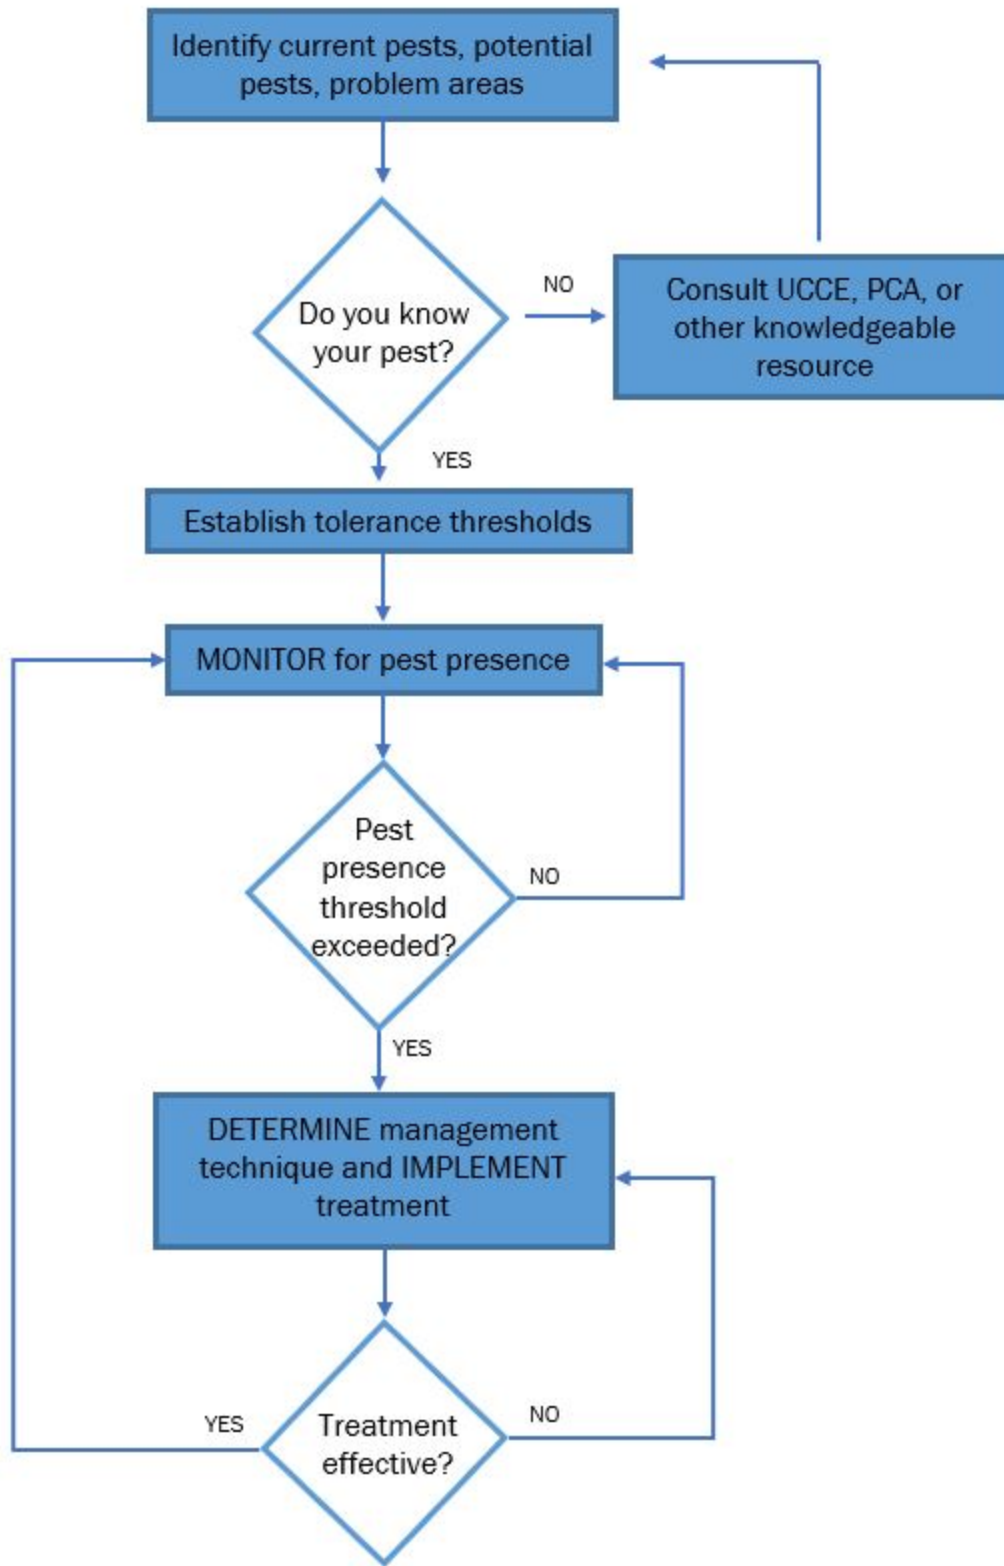 Identify current pests, potential
pests, problem areas
Do you know
your pest?
NO
Consult UCCE, PCA, or
other knowledgeable
resource
YES
Establish tolerance thresholds
MONITOR for pest presence
Pest
presence
threshold
exceeded?
NO
YES
DETERMINE management
technique and IMPLEMENT
treatment
Treatment
effective?
YES
NO